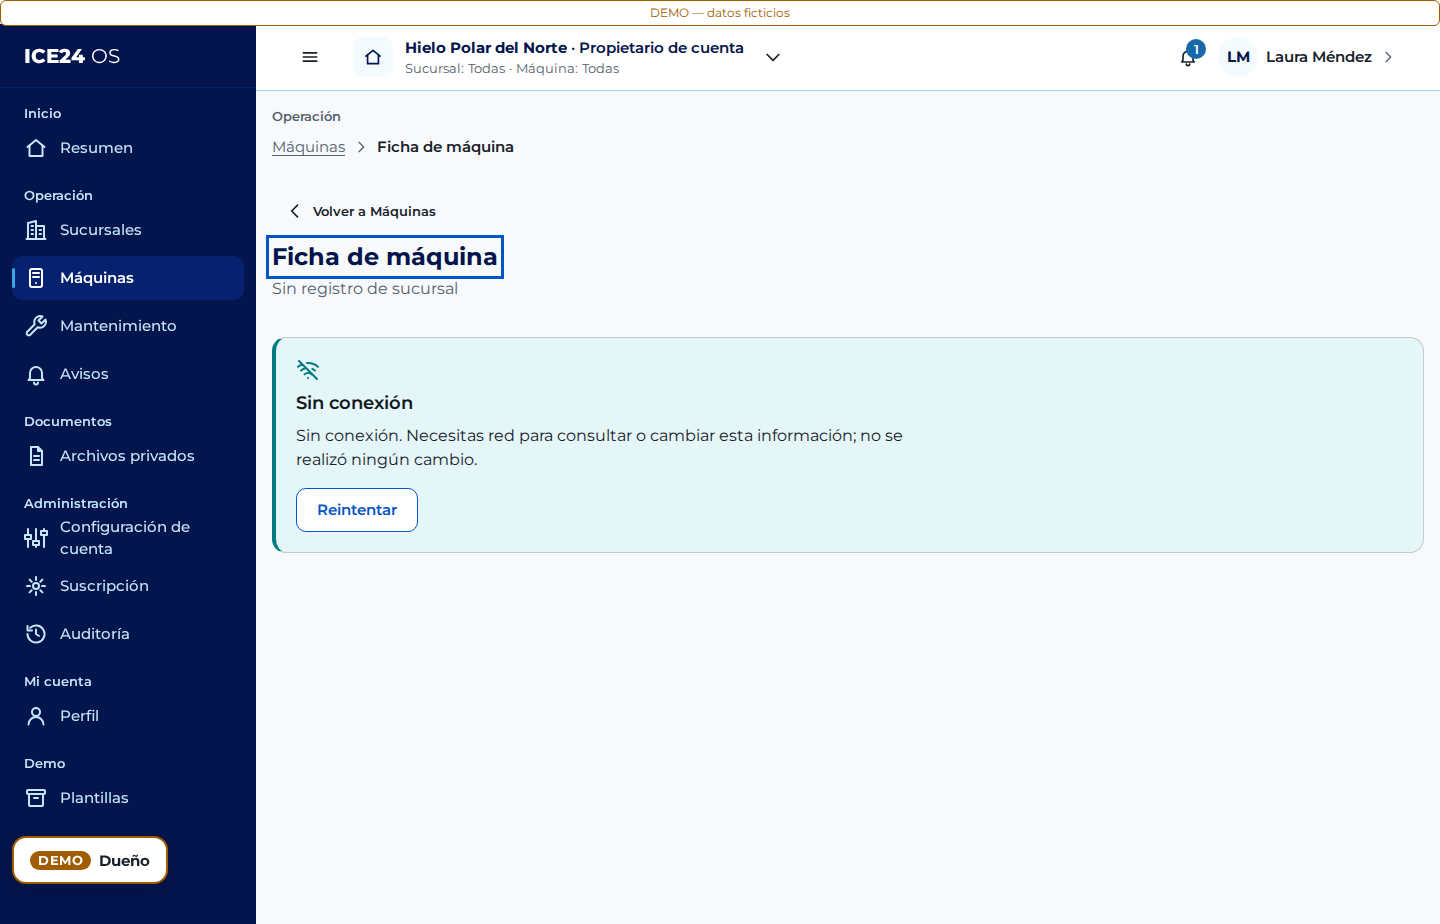 DEMO — datos ficticios
ICE24 OS
Hielo Polar del Norte · Propietario de cuenta
Sucursal: Todas · Máquina: Todas
1
LM
Laura Méndez
Inicio
Resumen
Operación
Sucursales
Máquinas
Mantenimiento
Avisos
Documentos
Archivos privados
Administración
Configuración de
cuenta
Suscripción
Auditoría
Mi cuenta
Perfil
Demo
Plantillas
DEMO Dueño
Operación
Máquinas
Ficha de máquina
Volver a Máquinas
Ficha de máquina
Sin registro de sucursal
Sin conexión
Sin conexión. Necesitas red para consultar o cambiar esta información; no se
realizó ningún cambio.
Reintentar